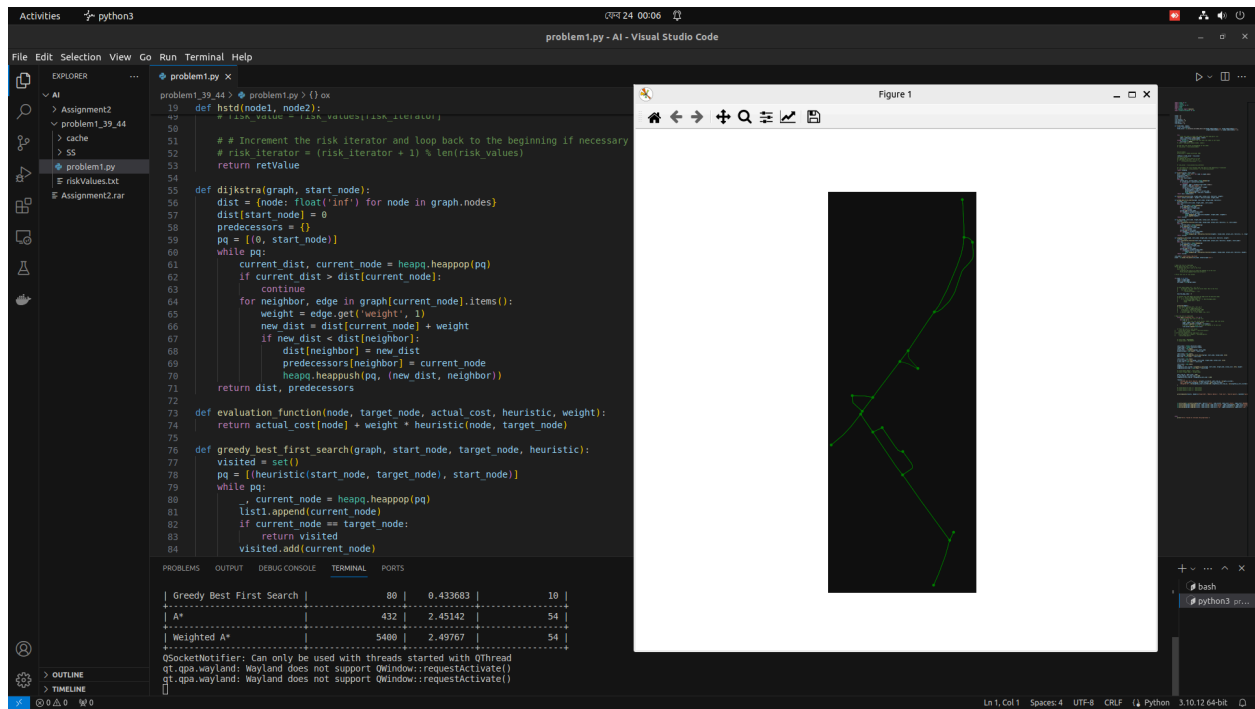 Activities python3 ফেব 24 00:06
problem1.py - AI - Visual Studio Code
File Edit Selection View Go Run Terminal Help
EXPLORER ...
AI
> Assignment2
problem1_39_44
> cache
> SS
problem1.py
riskValues.txt
Assignment2.rar
> OUTLINE
> TIMELINE
problem1.py ×
problem1_39_44 > problem1.py > {} ox
19 def hstd(node1, node2):
49 # risk_value = risk_values[risk_iterator]
50
51 # # Increment the risk iterator and loop back to the beginning if necessary
52 # risk_iterator = (risk_iterator + 1) % len(risk_values)
53 return retValue
54
55 def dijkstra(graph, start_node):
56 dist = {node: float('inf') for node in graph.nodes}
57 dist[start_node] = 0
58 predecessors = {}
59 pq = [(0, start_node)]
60 while pq:
61 current_dist, current_node = heapq.heappop(pq)
62 if current_dist > dist[current_node]:
63 continue
64 for neighbor, edge in graph[current_node].items():
65 weight = edge.get('weight', 1)
66 new_dist = dist[current_node] + weight
67 if new_dist < dist[neighbor]:
68 dist[neighbor] = new_dist
69 predecessors[neighbor] = current_node
70 heapq.heappush(pq, (new_dist, neighbor))
71 return dist, predecessors
72
73 def evaluation_function(node, target_node, actual_cost, heuristic, weight):
74 return actual_cost[node] + weight * heuristic(node, target_node)
75
76 def greedy_best_first_search(graph, start_node, target_node, heuristic):
77 visited = set()
78 pq = [(heuristic(start_node, target_node), start_node)]
79 while pq:
80 _, current_node = heapq.heappop(pq)
81 list1.append(current_node)
82 if current_node == target_node:
83 return visited
84 visited.add(current_node)
Figure 1
PROBLEMS OUTPUT DEBUG CONSOLE TERMINAL PORTS
| Greedy Best First Search | 80 | 0.433683 | 10 |
| A* | 432 | 2.45142 | 54 |
| Weighted A* | 5400 | 2.49767 | 54 |
QSocketNotifier: Can only be used with threads started with QThread
qt.qpa.wayland: Wayland does not support QWindow::requestActivate()
qt.qpa.wayland: Wayland does not support QWindow::requestActivate()
bash
python3 pr...
0 0 0 Ln 1, Col 1 Spaces: 4 UTF-8 CRLF Python 3.10.12 64-bit